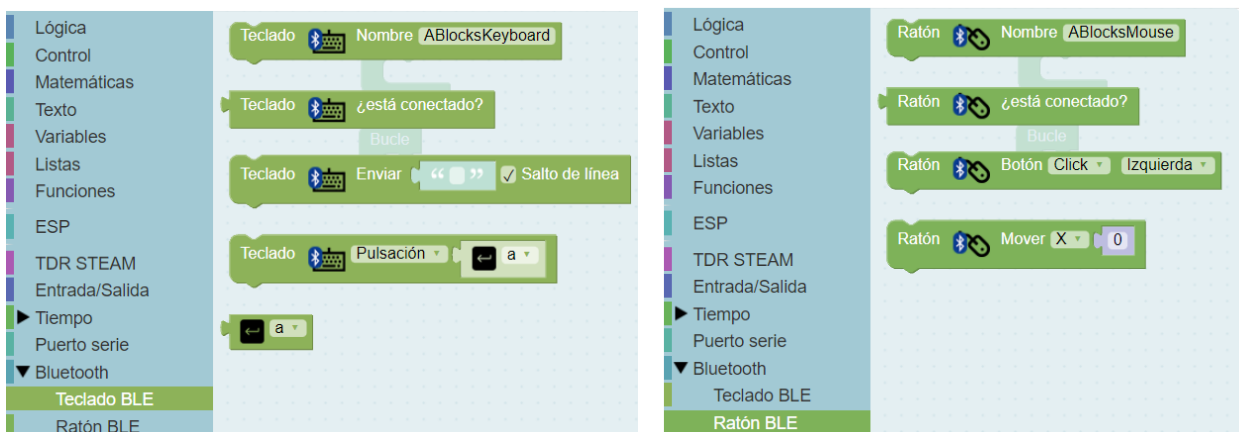 Lógica
Control
Matemáticas
Texto
Variables
Listas
Funciones
ESP
TDR STEAM
Entrada/Salida
Tiempo
Puerto serie
Bluetooth
Teclado BLE
Ratón BLE
Teclado Nombre ABlocksKeyboard
Teclado ¿está conectado?
Bucle
Teclado Enviar “ ” Salto de línea
Teclado Pulsación a
a
Lógica
Control
Matemáticas
Texto
Variables
Listas
Funciones
ESP
TDR STEAM
Entrada/Salida
Tiempo
Puerto serie
Bluetooth
Teclado BLE
Ratón BLE
Ratón Nombre ABlocksMouse
Ratón ¿está conectado?
Bucle
Ratón Botón Click Izquierda
Ratón Mover X 0